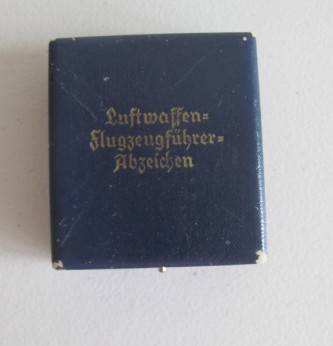 Luftwaffen=
Flugzeugführer=
Abzeichen